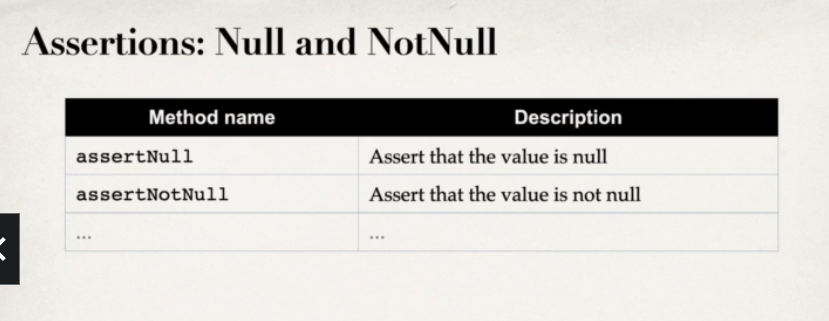 Assertions: Null and NotNull
Method name Description
assertNull Assert that the value is null
assertNotNull Assert that the value is not null
... ...